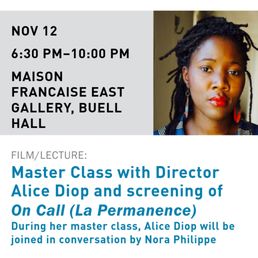 NOV 12
6:30 PM–10:00 PM
MAISON
FRANCAISE EAST
GALLERY, BUELL
HALL
FILM/LECTURE:
Master Class with Director
Alice Diop and screening of
On Call (La Permanence)
During her master class, Alice Diop will be
joined in conversation by Nora Philippe